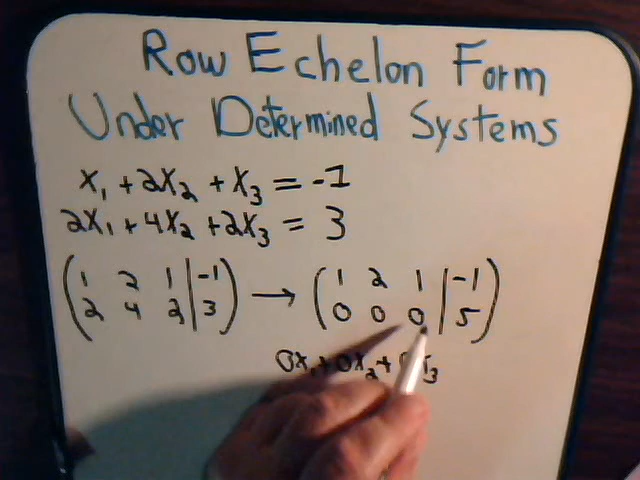 Row Echelon Form
Under Determined Systems
x₁ + 2x₂ + x₃ = -1
2x₁ + 4x₂ + 2x₃ = 3
(1 2 1 | -1) → (1 2 1 | -1)
(2 4 2 | 3) (0 0 0 | 5)
0x₁ + 0x₂ + x₃